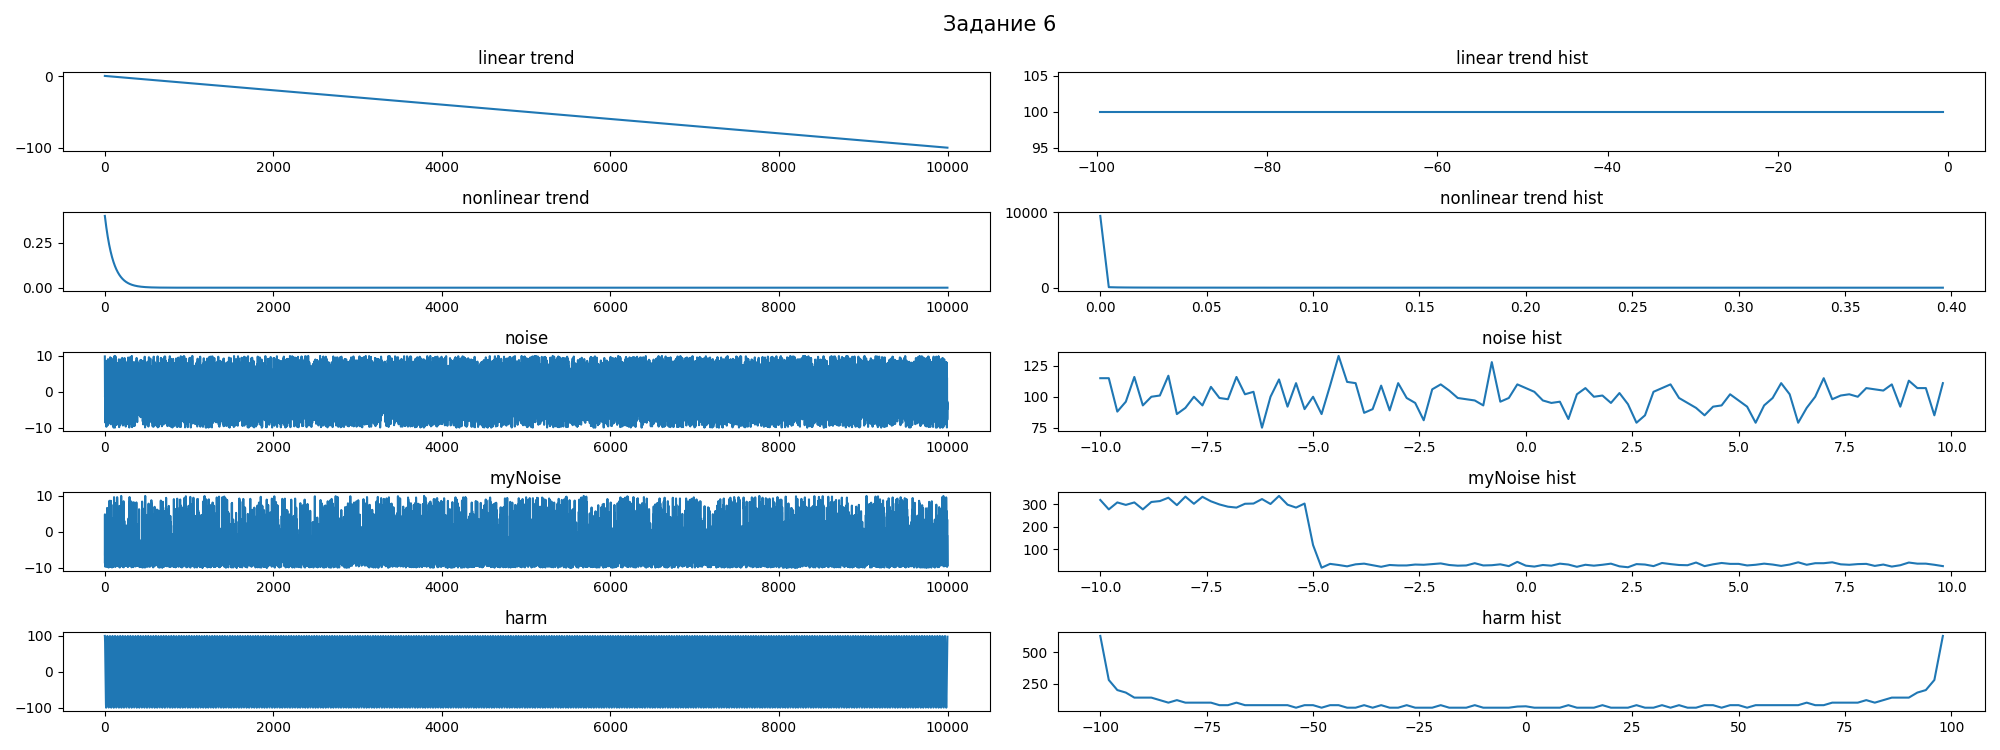 Задание 6
linear trend
linear trend hist
0
−100
0 2000 4000 6000 8000 10000
105
100
95
−100 −80 −60 −40 −20 0
nonlinear trend
nonlinear trend hist
0.25
0.00
0 2000 4000 6000 8000 10000
10000
0
0.00 0.05 0.10 0.15 0.20 0.25 0.30 0.35 0.40
noise
noise hist
10
0
−10
0 2000 4000 6000 8000 10000
125
100
75
−10.0 −7.5 −5.0 −2.5 0.0 2.5 5.0 7.5 10.0
myNoise
myNoise hist
10
0
−10
0 2000 4000 6000 8000 10000
300
200
100
−10.0 −7.5 −5.0 −2.5 0.0 2.5 5.0 7.5 10.0
harm
harm hist
100
0
−100
0 2000 4000 6000 8000 10000
500
250
−100 −75 −50 −25 0 25 50 75 100